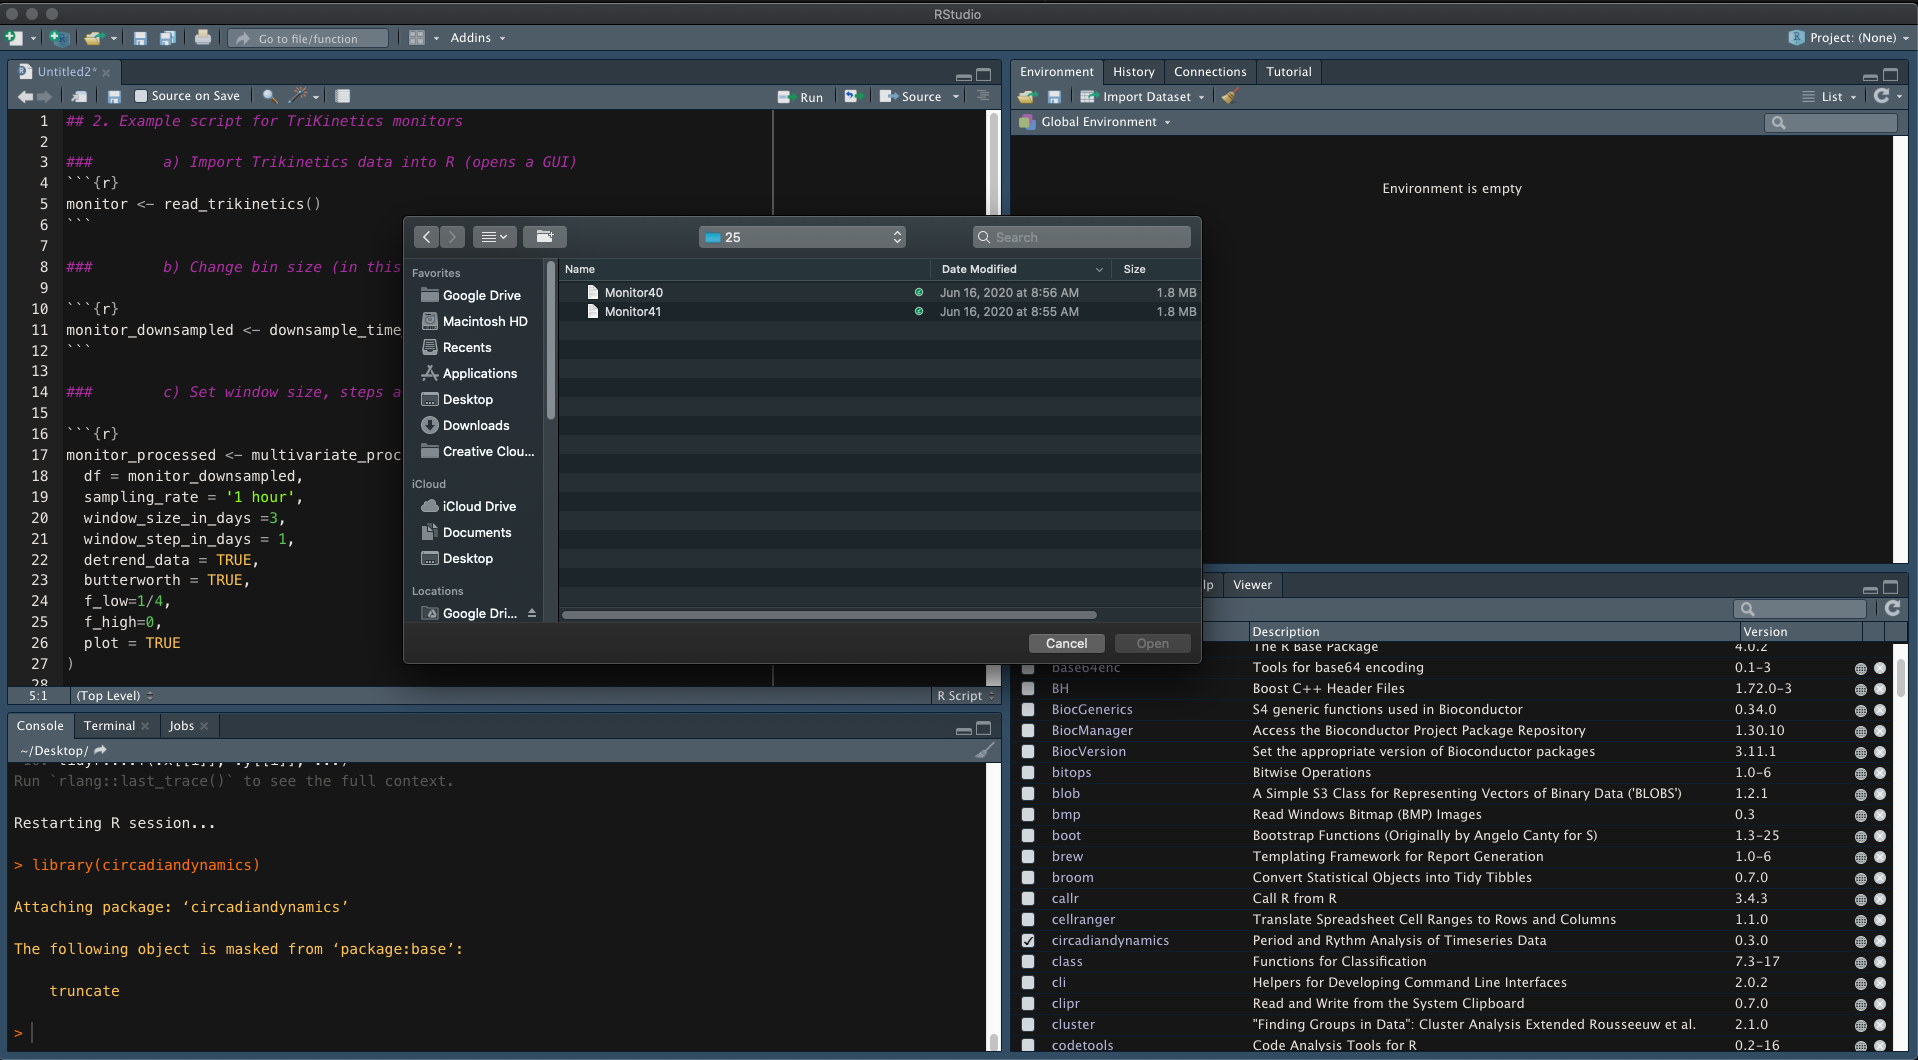 RStudio
Go to file/function
Addins
Project: (None)
Untitled2*
Source on Save
Run
Source
1 ## 2. Example script for TriKinetics monitors
2
3 ###        a) Import Trikinetics data into R (opens a GUI)
4 ```{r}
5 monitor <- read_trikinetics()
6 ```
7
8 ###        b) Change bin size (in this
9
10 ```{r}
11 monitor_downsampled <- downsample_time
12 ```
13
14 ###        c) Set window size, steps a
15
16 ```{r}
17 monitor_processed <- multivariate_proc
18   df = monitor_downsampled,
19   sampling_rate = '1 hour',
20   window_size_in_days =3,
21   window_step_in_days = 1,
22   detrend_data = TRUE,
23   butterworth = TRUE,
24   f_low=1/4,
25   f_high=0,
26   plot = TRUE
27 )
28
5:1 (Top Level) R Script
25
Search
Favorites
Google Drive
Macintosh HD
Recents
Applications
Desktop
Downloads
Creative Clou...
iCloud
iCloud Drive
Documents
Desktop
Locations
Google Dri...
Name Date Modified Size
Monitor40 Jun 16, 2020 at 8:56 AM 1.8 MB
Monitor41 Jun 16, 2020 at 8:55 AM 1.8 MB
Cancel Open
Console Terminal Jobs
~/Desktop/
Run `rlang::last_trace()` to see the full context.
Restarting R session...
> library(circadiandynamics)
Attaching package: ‘circadiandynamics’
The following object is masked from ‘package:base’:
truncate
>
Environment History Connections Tutorial
Import Dataset
List
Global Environment
Environment is empty
lp Viewer
Description Version
The R Base Package 4.0.2
base64enc Tools for base64 encoding 0.1-3
BH Boost C++ Header Files 1.72.0-3
BiocGenerics S4 generic functions used in Bioconductor 0.34.0
BiocManager Access the Bioconductor Project Package Repository 1.30.10
BiocVersion Set the appropriate version of Bioconductor packages 3.11.1
bitops Bitwise Operations 1.0-6
blob A Simple S3 Class for Representing Vectors of Binary Data ('BLOBS') 1.2.1
bmp Read Windows Bitmap (BMP) Images 0.3
boot Bootstrap Functions (Originally by Angelo Canty for S) 1.3-25
brew Templating Framework for Report Generation 1.0-6
broom Convert Statistical Objects into Tidy Tibbles 0.7.0
callr Call R from R 3.4.3
cellranger Translate Spreadsheet Cell Ranges to Rows and Columns 1.1.0
circadiandynamics Period and Rythm Analysis of Timeseries Data 0.3.0
class Functions for Classification 7.3-17
cli Helpers for Developing Command Line Interfaces 2.0.2
clipr Read and Write from the System Clipboard 0.7.0
cluster "Finding Groups in Data": Cluster Analysis Extended Rousseeuw et al. 2.1.0
codetools Code Analysis Tools for R 0.2-16